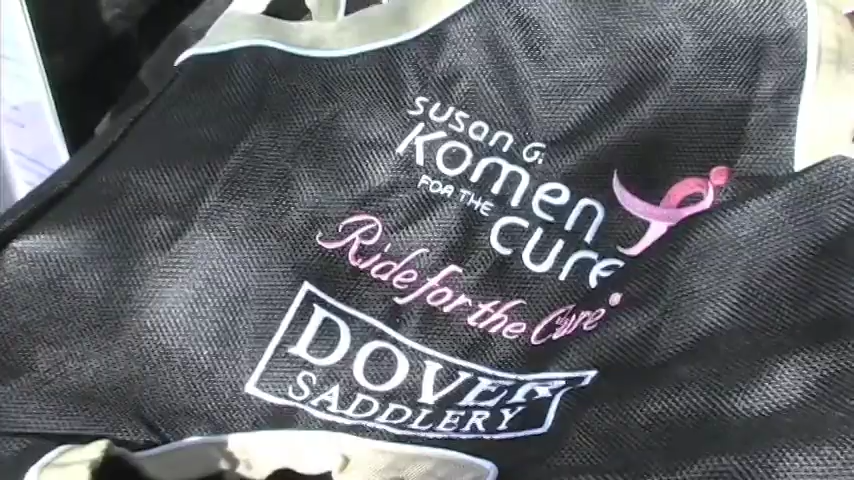 SUSAN G.
KOMEN
FOR THE
CURE
Ride for the Cure
DOVER
SADDLERY